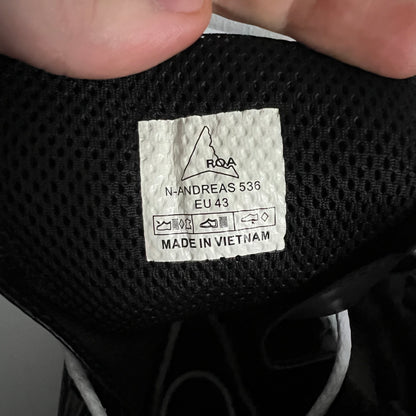 ROA
N-ANDREAS 536
EU 43
MADE IN VIETNAM